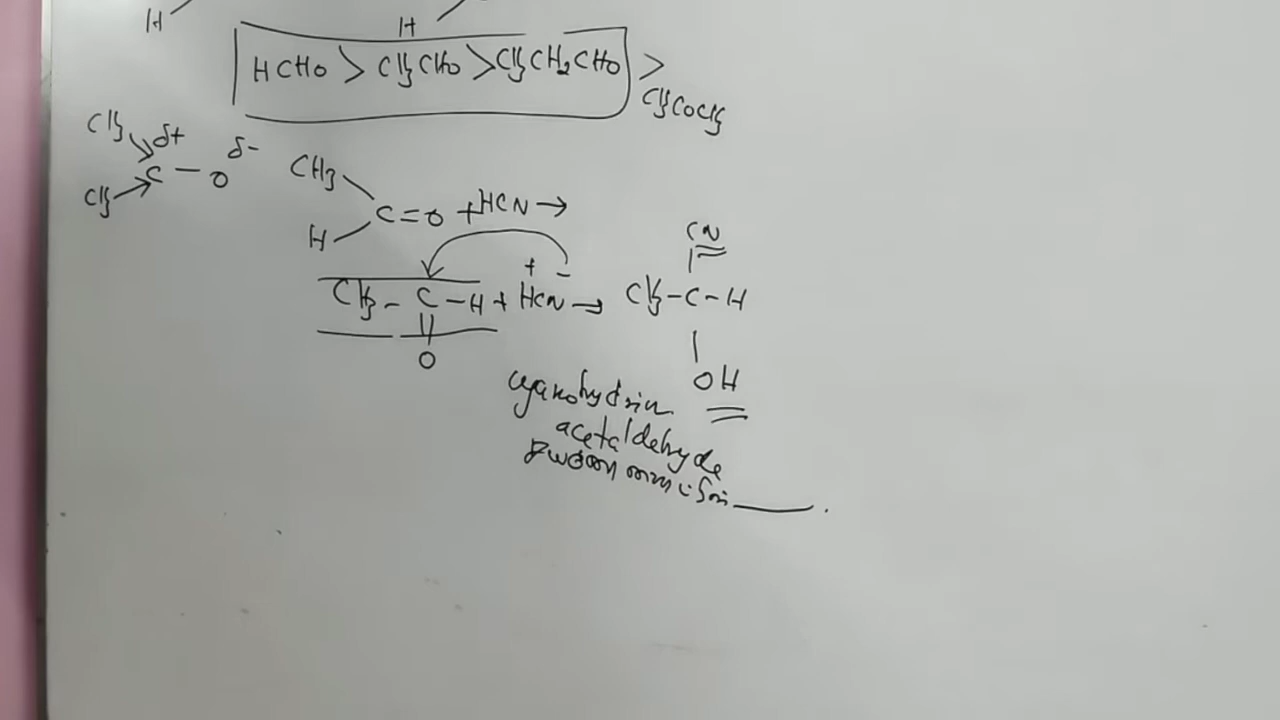 H
H
HCHO > CH3CHO > CH3CH2CHO >
CH3COCH3
CH3 δ+ δ-
C - O
CH3
CH3
C=O + HCN →
H
CN
+ -
CH3 - C - H + HCN → CH3-C-H
O
OH
cyanohydrin
acetaldehyde